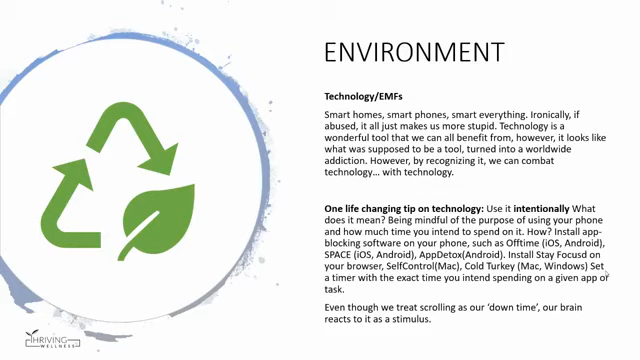 ENVIRONMENT
Technology/EMFs
Smart homes, smart phones, smart everything. Ironically, if
abused, it all just makes us more stupid. Technology is a
wonderful tool that we can all benefit from, however, it looks like
what was supposed to be a tool, turned into a worldwide
addiction. However, by recognizing it, we can combat
technology... with technology.
One life changing tip on technology: Use it intentionally What
does it mean? Being mindful of the purpose of using your phone
and how much time you intend to spend on it. How? Install app-
blocking software on your phone, such as Offtime (iOS, Android),
SPACE (iOS, Android), AppDetox(Android). Install Stay Focusd on
your browser, SelfControl(Mac), Cold Turkey (Mac, Windows) Set
a timer with the exact time you intend spending on a given app or
task.
Even though we treat scrolling as our 'down time', our brain
reacts to it as a stimulus.
THRIVING
WELLNESS